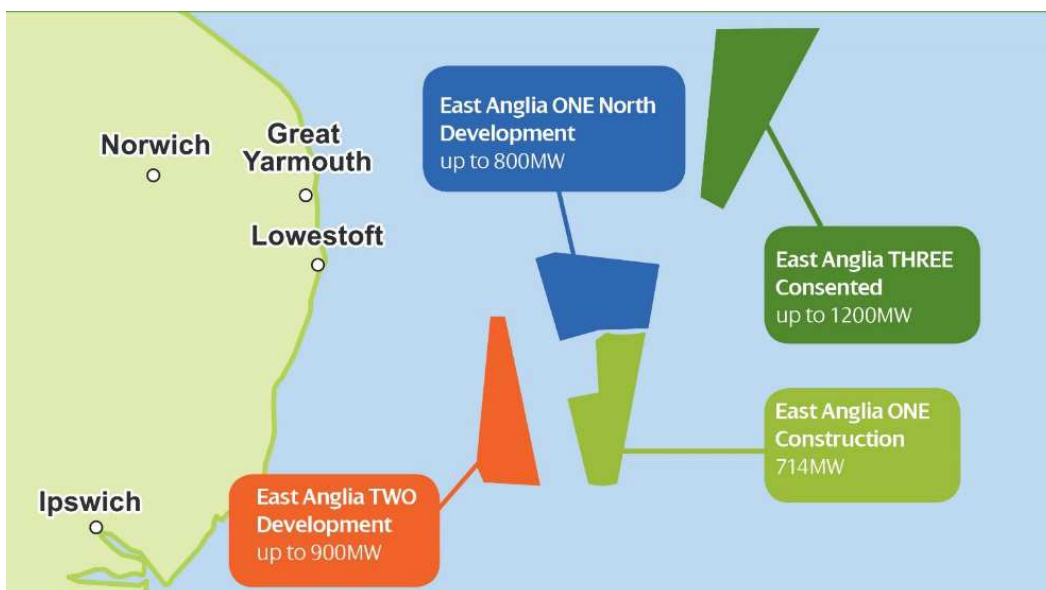 East Anglia ONE North
Development
up to 800MW
Norwich
Great
Yarmouth
Lowestoft
East Anglia THREE
Consented
up to 1200MW
East Anglia ONE
Construction
714MW
Ipswich
East Anglia TWO
Development
up to 900MW